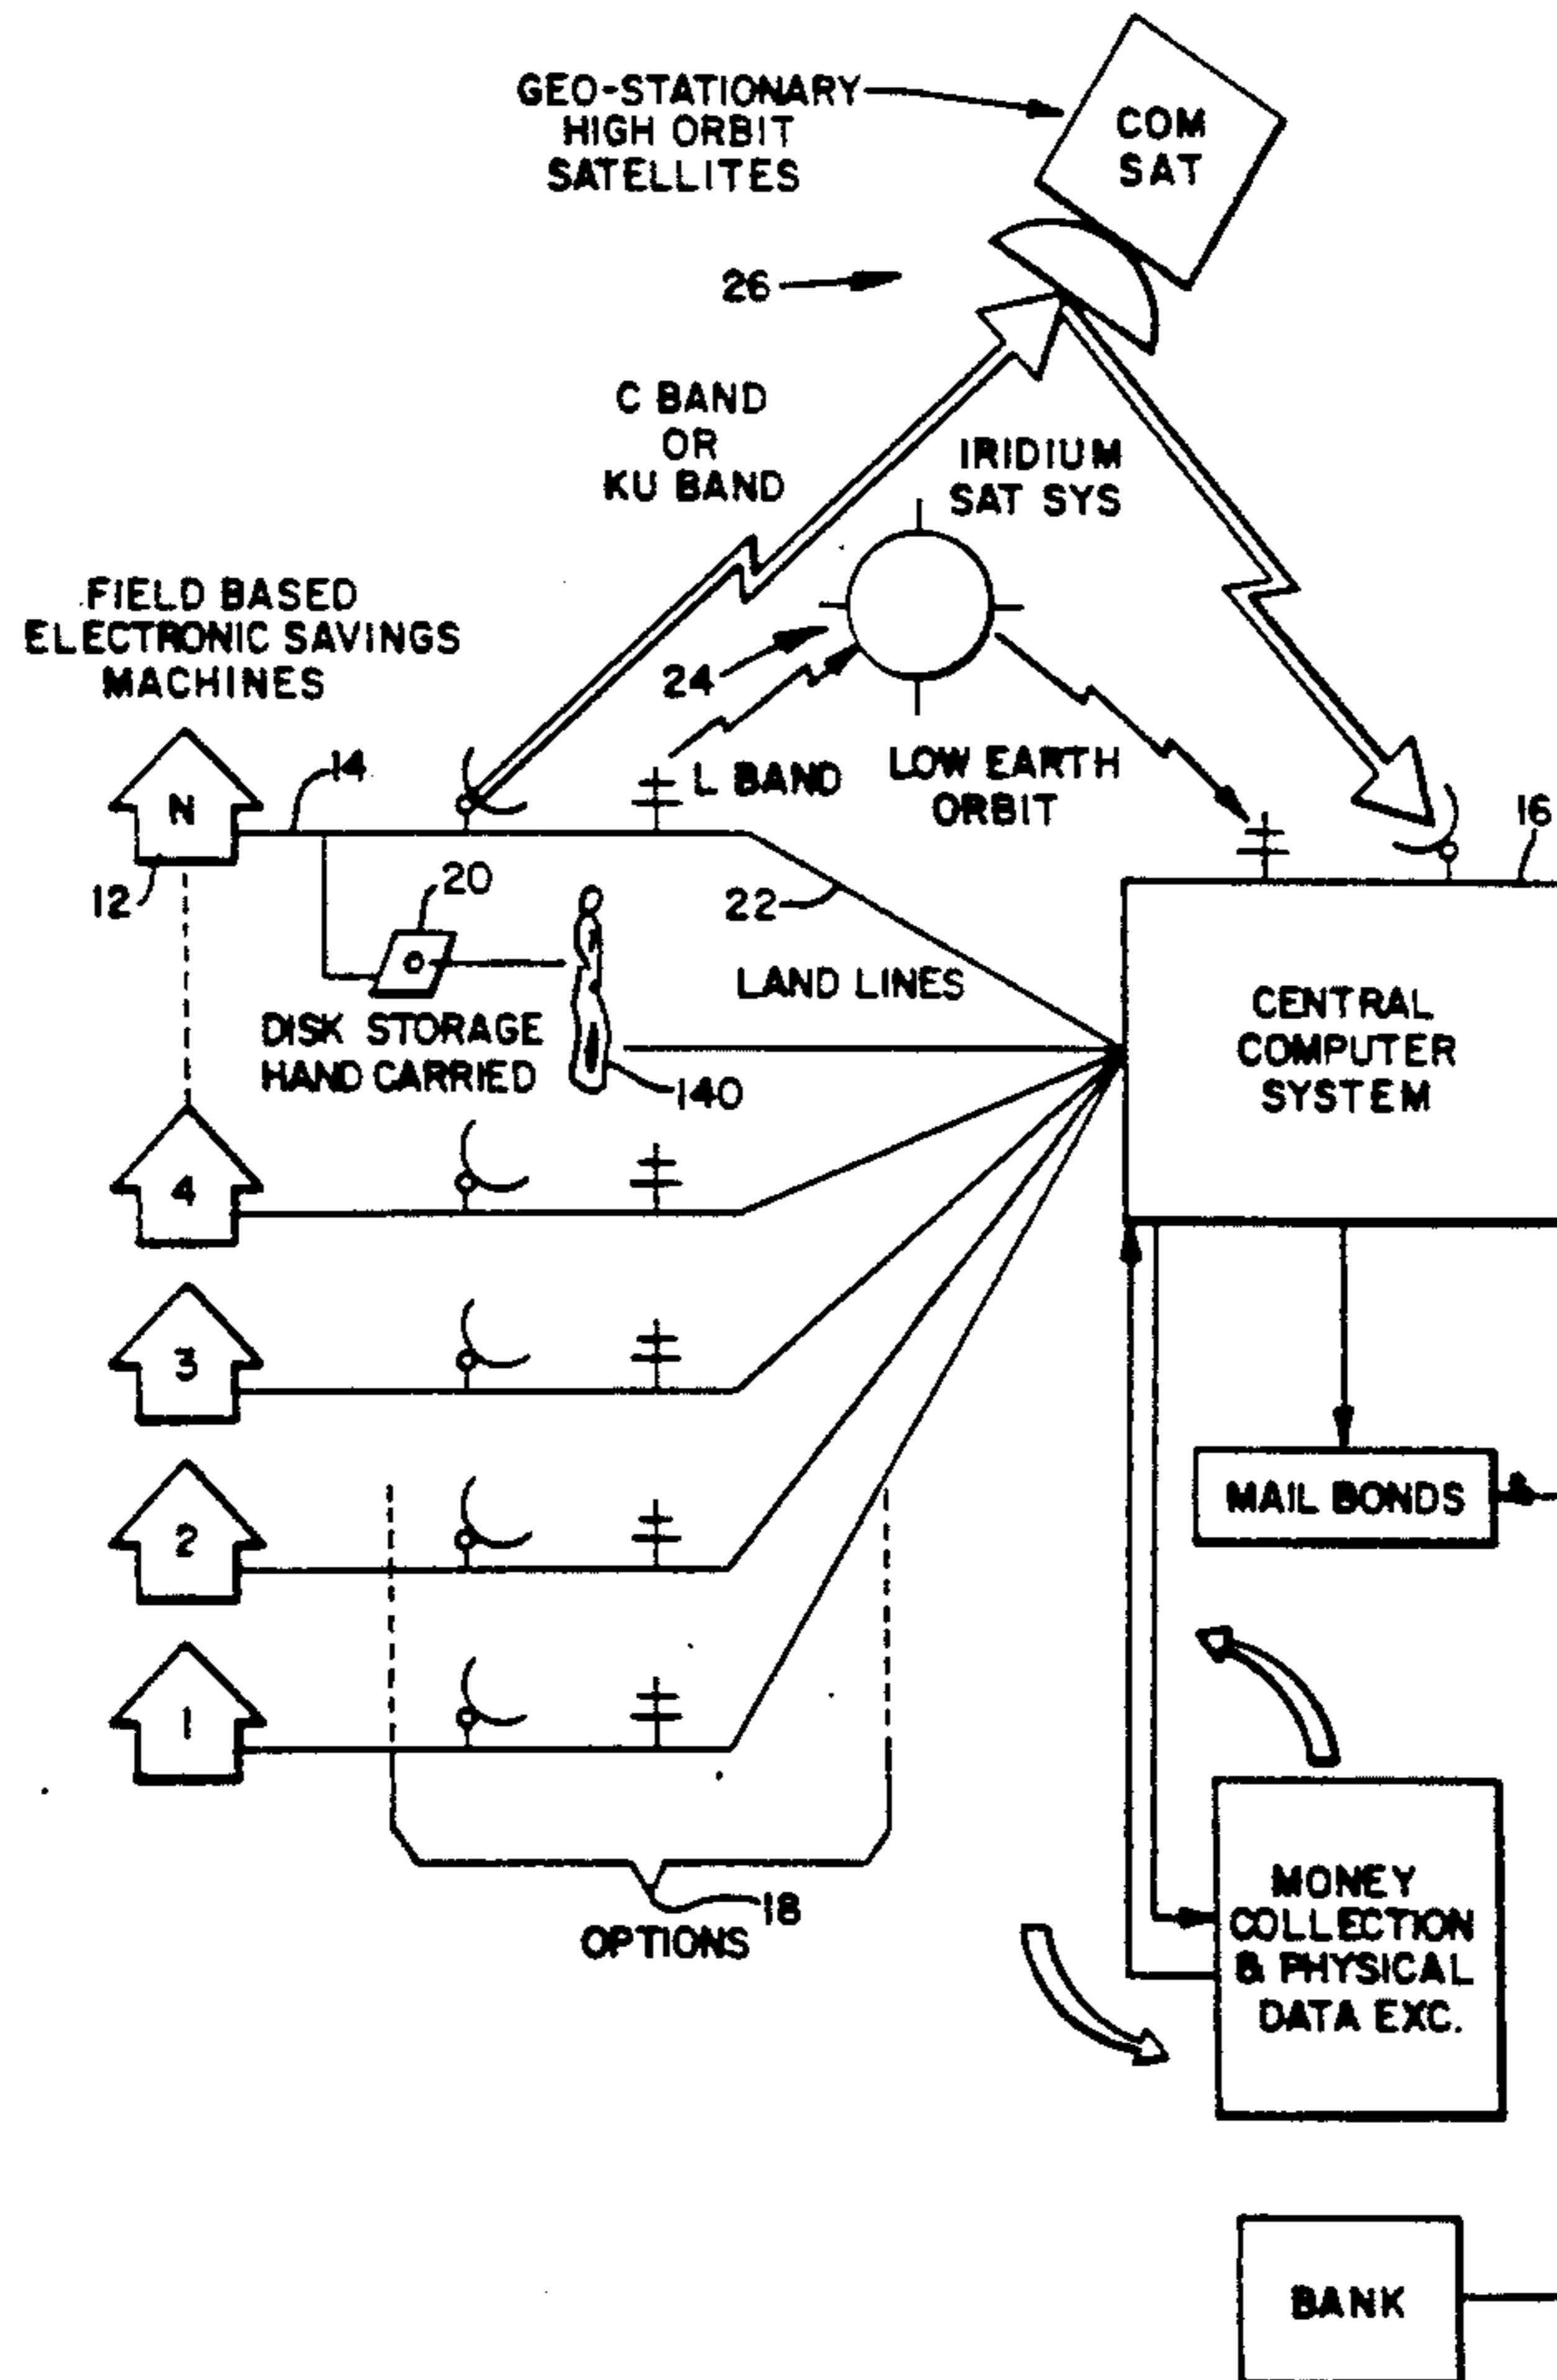 GEO-STATIONARY
HIGH ORBIT
SATELLITES
COM
SAT
26
C BAND
OR
KU BAND
IRIDIUM
SAT SYS
FIELD BASED
ELECTRONIC SAVINGS
MACHINES
24
L BAND
LOW EARTH
ORBIT
N
14
12
20
22
16
DISK STORAGE
HAND CARRIED
140
LAND LINES
CENTRAL
COMPUTER
SYSTEM
4
3
2
1
MAIL BONDS
18
OPTIONS
MONEY
COLLECTION
& PHYSICAL
DATA EXC.
BANK